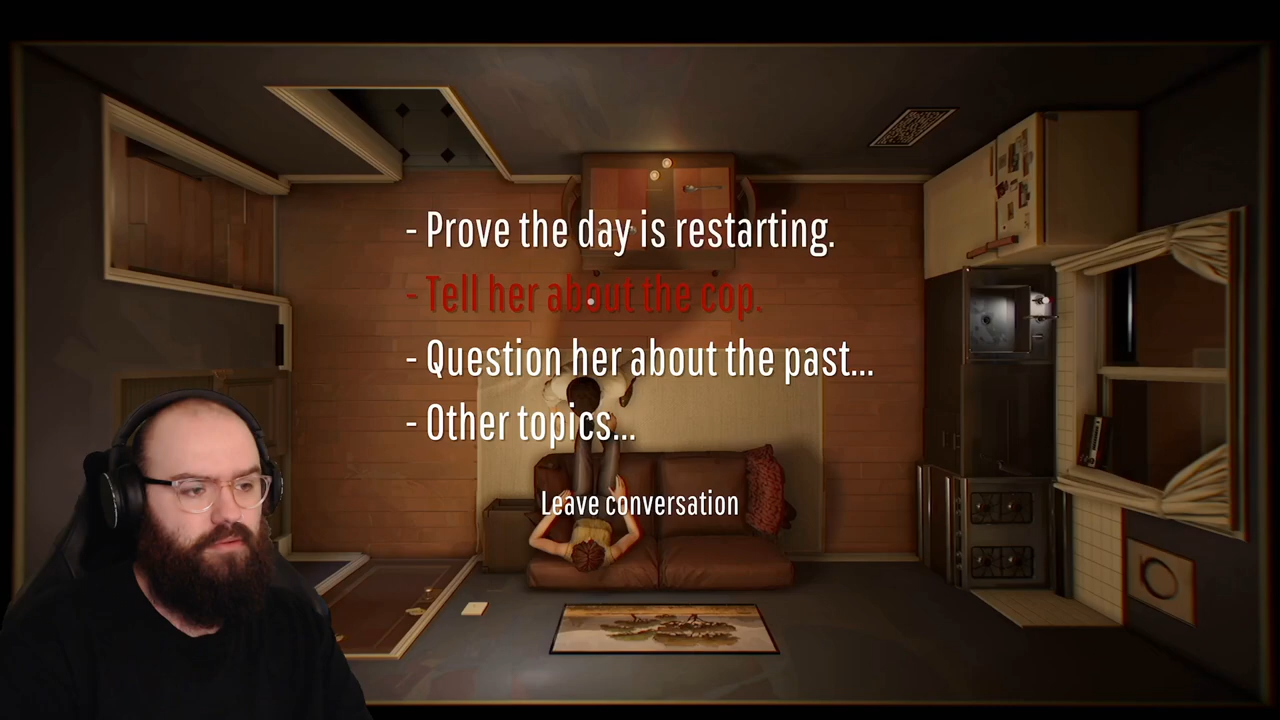 - Prove the day is restarting.
- Tell her about the cop.
- Question her about the past...
- Other topics...
Leave conversation